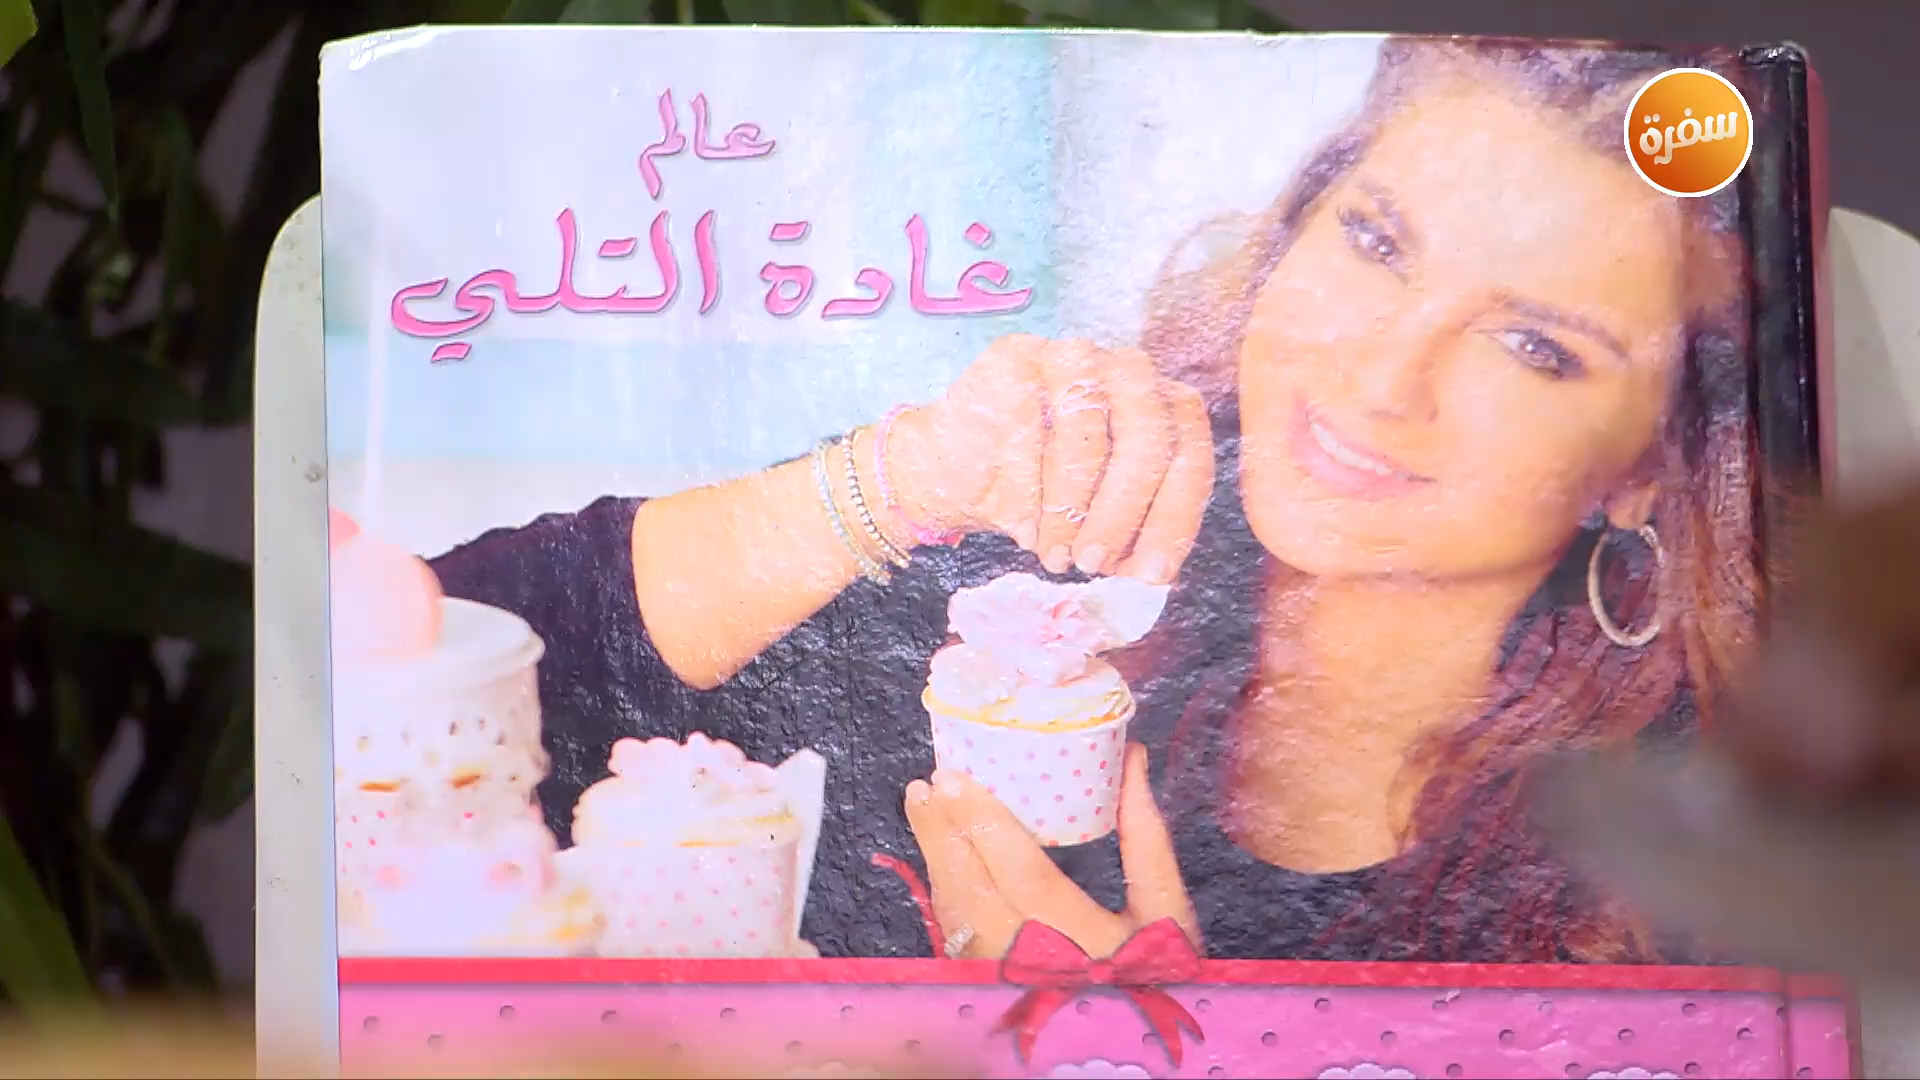 سفرة
عالم
غادة التلي